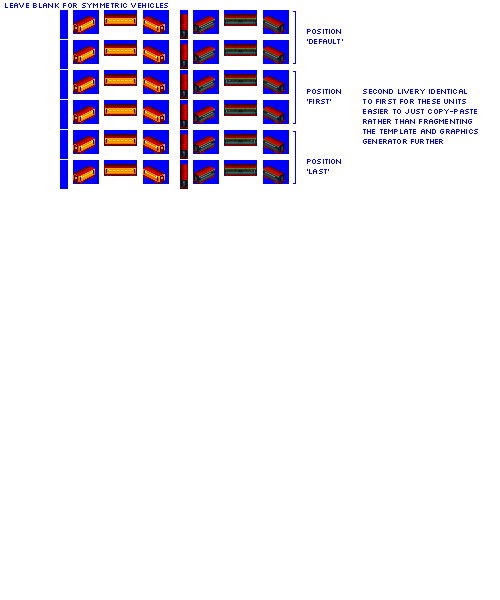 LEAVE BLANK FOR SYMMETRIC VEHICLES
POSITION
'DEFAULT'
POSITION
'FIRST'
SECOND LIVERY IDENTICAL
TO FIRST FOR THESE UNITS
EASIER TO JUST COPY-PASTE
RATHER THAN FRAGMENTING
THE TEMPLATE AND GRAPHICS
GENERATOR FURTHER
POSITION
'LAST'